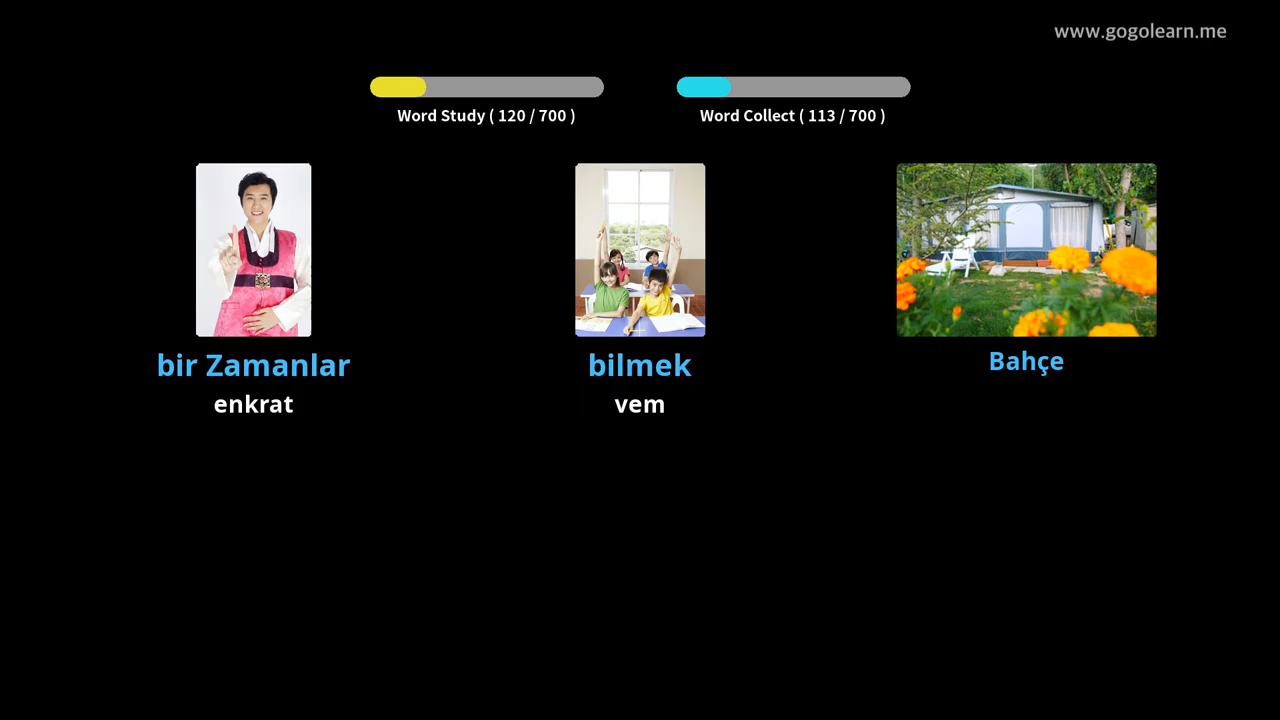 www.gogolearn.me
Word Study ( 120 / 700 )
Word Collect ( 113 / 700 )
bir Zamanlar
enkrat
bilmek
vem
Bahçe